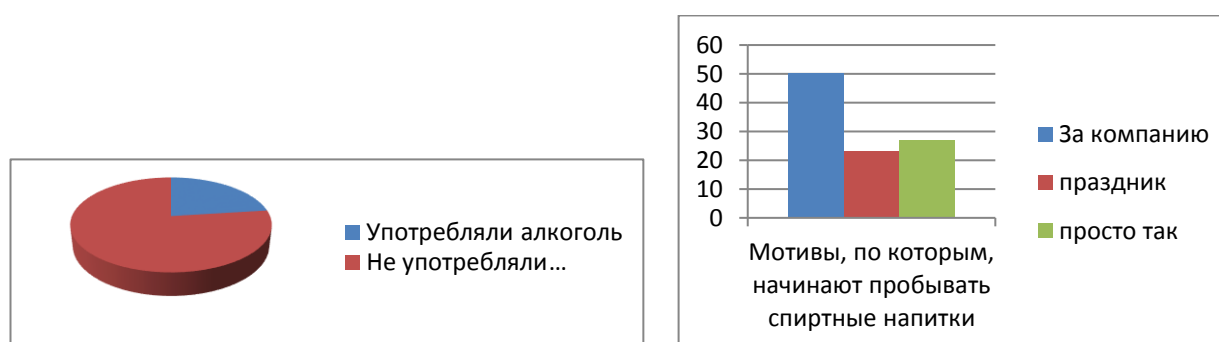 Употребляли алкоголь
Не употребляли...
60
50
40
30
20
10
0
Мотивы, по которым,
начинают пробывать
спиртные напитки
За компанию
праздник
просто так